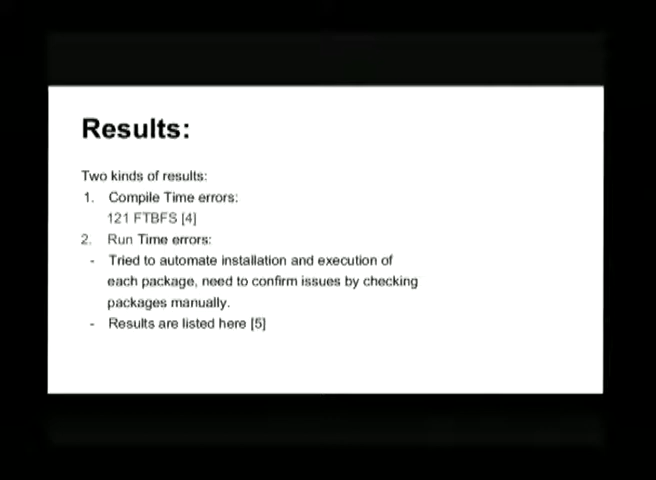 Results:
Two kinds of results:
1. Compile Time errors:
121 FTBFS [4]
2. Run Time errors:
- Tried to automate installation and execution of
each package, need to confirm issues by checking
packages manually.
- Results are listed here [5]